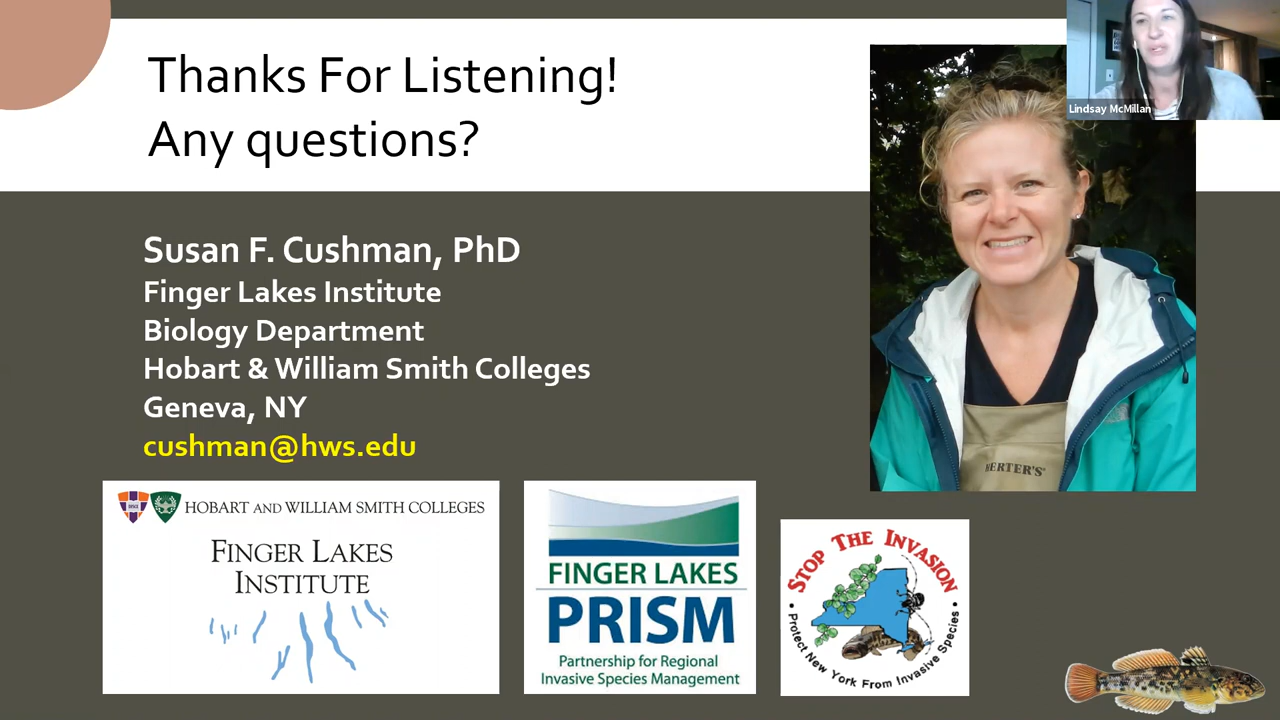 Thanks For Listening!
Any questions?
Lindsay McMillan
Susan F. Cushman, PhD
Finger Lakes Institute
Biology Department
Hobart & William Smith Colleges
Geneva, NY
cushman@hws.edu
HERTER'S
HOBART AND WILLIAM SMITH COLLEGES
FINGER LAKES
INSTITUTE
FINGER LAKES
PRISM
Partnership for Regional
Invasive Species Management
STOP THE INVASION
• Protect New York From Invasive Species •